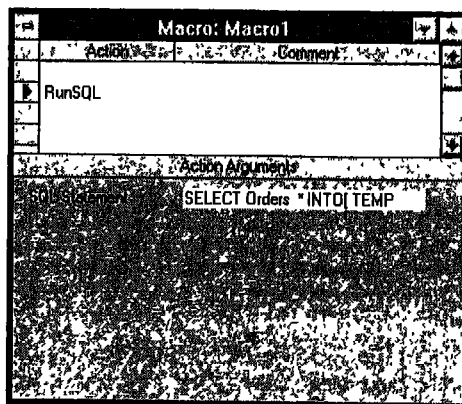 Macro: Macro1
Action Comment
RunSQL
Action Arguments
SQL Statement SELECT Orders * INTO[ TEMP